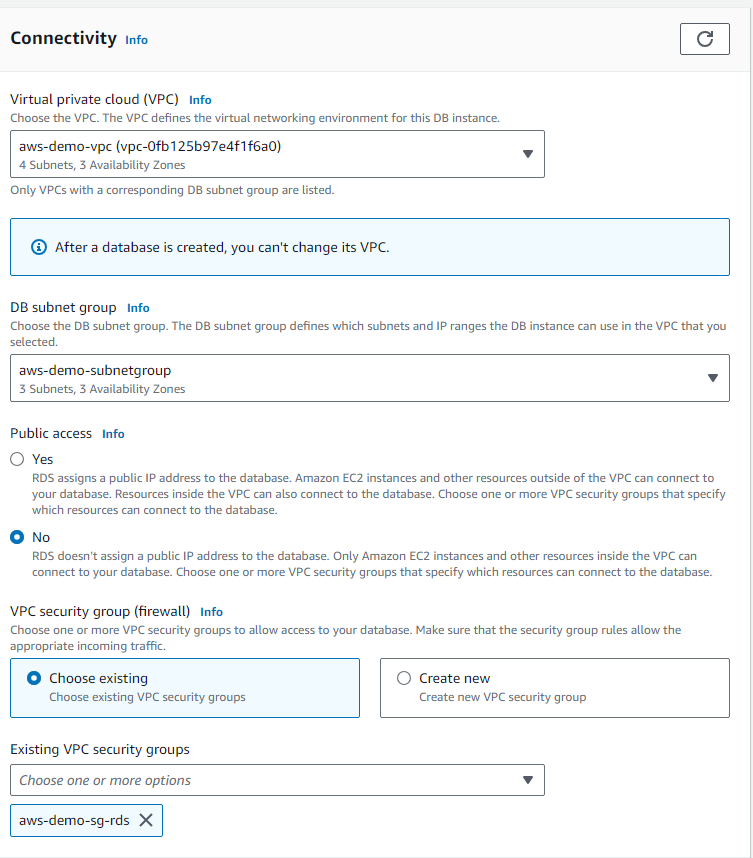 Connectivity Info
Virtual private cloud (VPC) Info
Choose the VPC. The VPC defines the virtual networking environment for this DB instance.
aws-demo-vpc (vpc-0fb125b97e4f1f6a0)
4 Subnets, 3 Availability Zones
Only VPCs with a corresponding DB subnet group are listed.
After a database is created, you can't change its VPC.
DB subnet group Info
Choose the DB subnet group. The DB subnet group defines which subnets and IP ranges the DB instance can use in the VPC that you
selected.
aws-demo-subnetgroup
3 Subnets, 3 Availability Zones
Public access Info
Yes
RDS assigns a public IP address to the database. Amazon EC2 instances and other resources outside of the VPC can connect to
your database. Resources inside the VPC can also connect to the database. Choose one or more VPC security groups that specify
which resources can connect to the database.
No
RDS doesn't assign a public IP address to the database. Only Amazon EC2 instances and other resources inside the VPC can
connect to your database. Choose one or more VPC security groups that specify which resources can connect to the database.
VPC security group (firewall) Info
Choose one or more VPC security groups to allow access to your database. Make sure that the security group rules allow the
appropriate incoming traffic.
Choose existing
Choose existing VPC security groups
Create new
Create new VPC security group
Existing VPC security groups
Choose one or more options
aws-demo-sg-rds